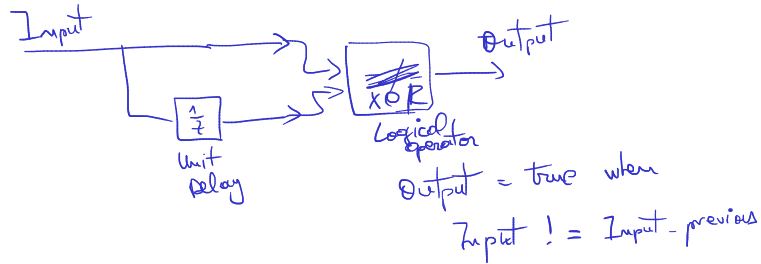 Input
Output
1/z
XOR
Logical
operator
Unit
Delay
Output = true when
Input != Input_previous